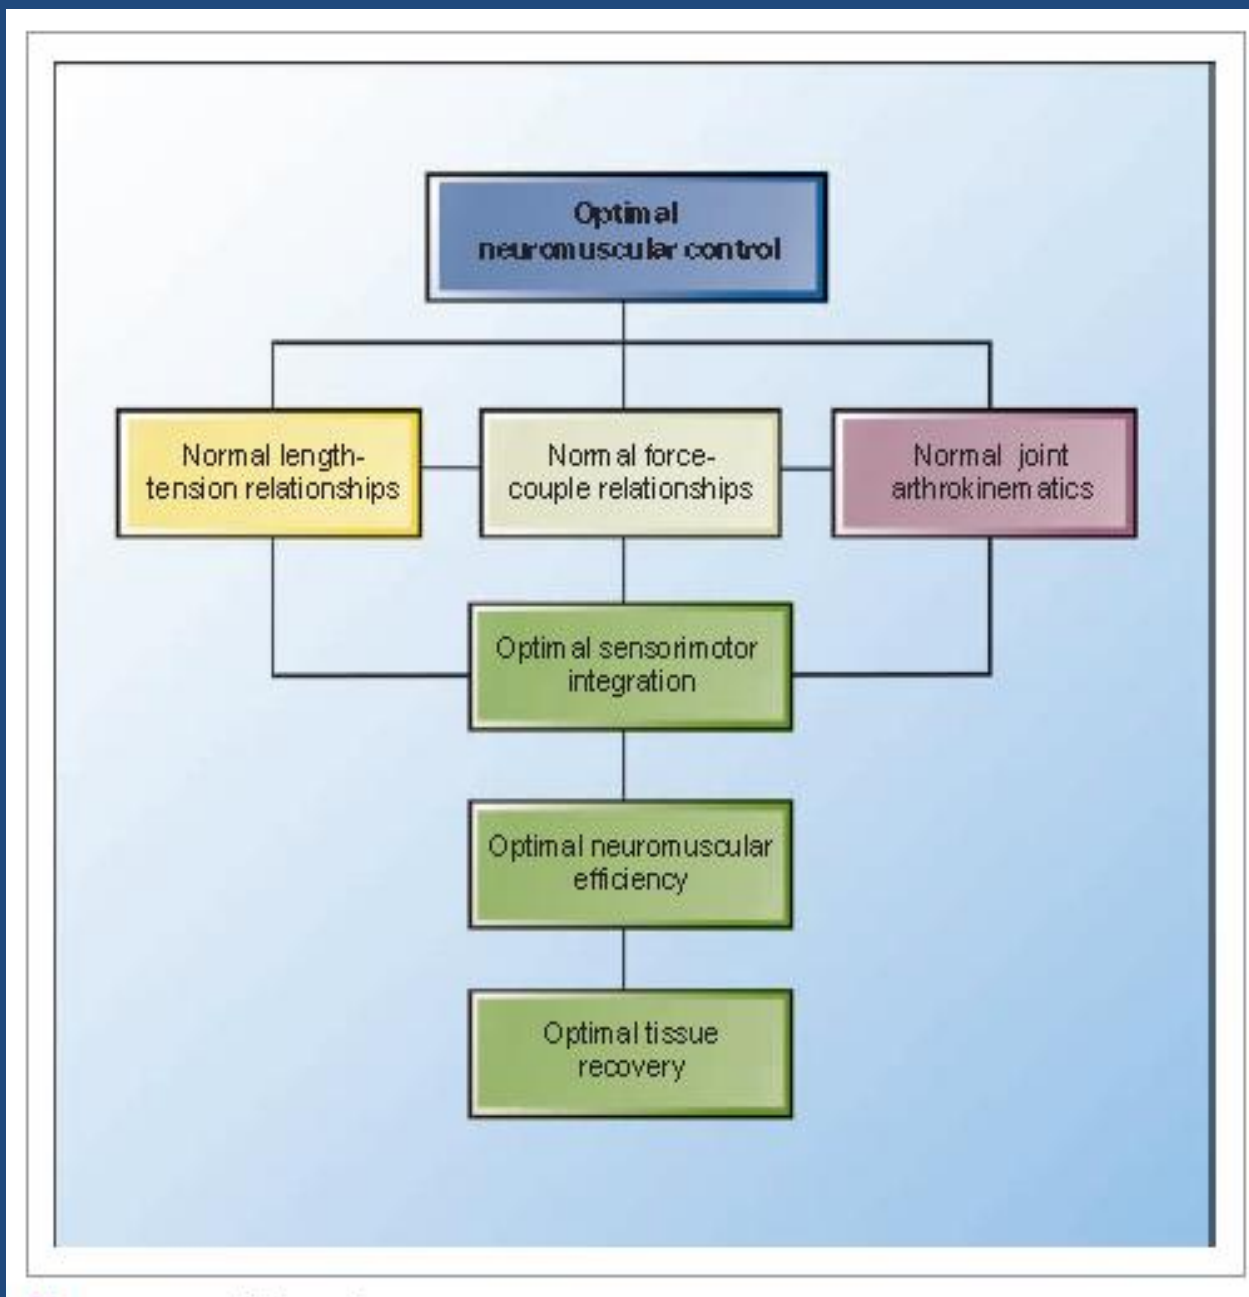 Optimal
neuromuscular control
Normal length-
tension relationships
Normal force-
couple relationships
Normal joint
arthrokinematics
Optimal sensorimotor
integration
Optimal neuromuscular
efficiency
Optimal tissue
recovery